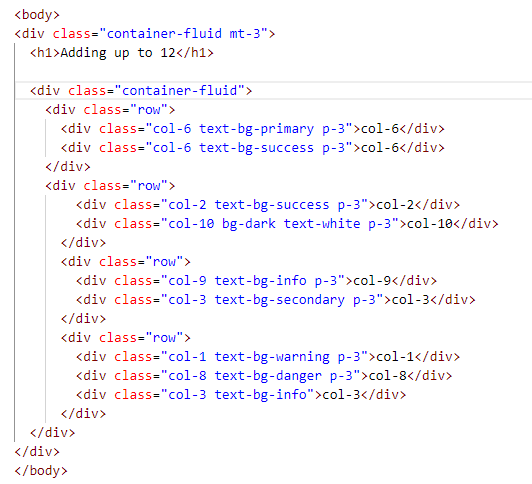 <body>
<div class="container-fluid mt-3">
<h1>Adding up to 12</h1>
<div class="container-fluid">
<div class="row">
<div class="col-6 text-bg-primary p-3">col-6</div>
<div class="col-6 text-bg-success p-3">col-6</div>
</div>
<div class="row">
<div class="col-2 text-bg-success p-3">col-2</div>
<div class="col-10 bg-dark text-white p-3">col-10</div>
</div>
<div class="row">
<div class="col-9 text-bg-info p-3">col-9</div>
<div class="col-3 text-bg-secondary p-3">col-3</div>
</div>
<div class="row">
<div class="col-1 text-bg-warning p-3">col-1</div>
<div class="col-8 text-bg-danger p-3">col-8</div>
<div class="col-3 text-bg-info">col-3</div>
</div>
</div>
</div>
</body>